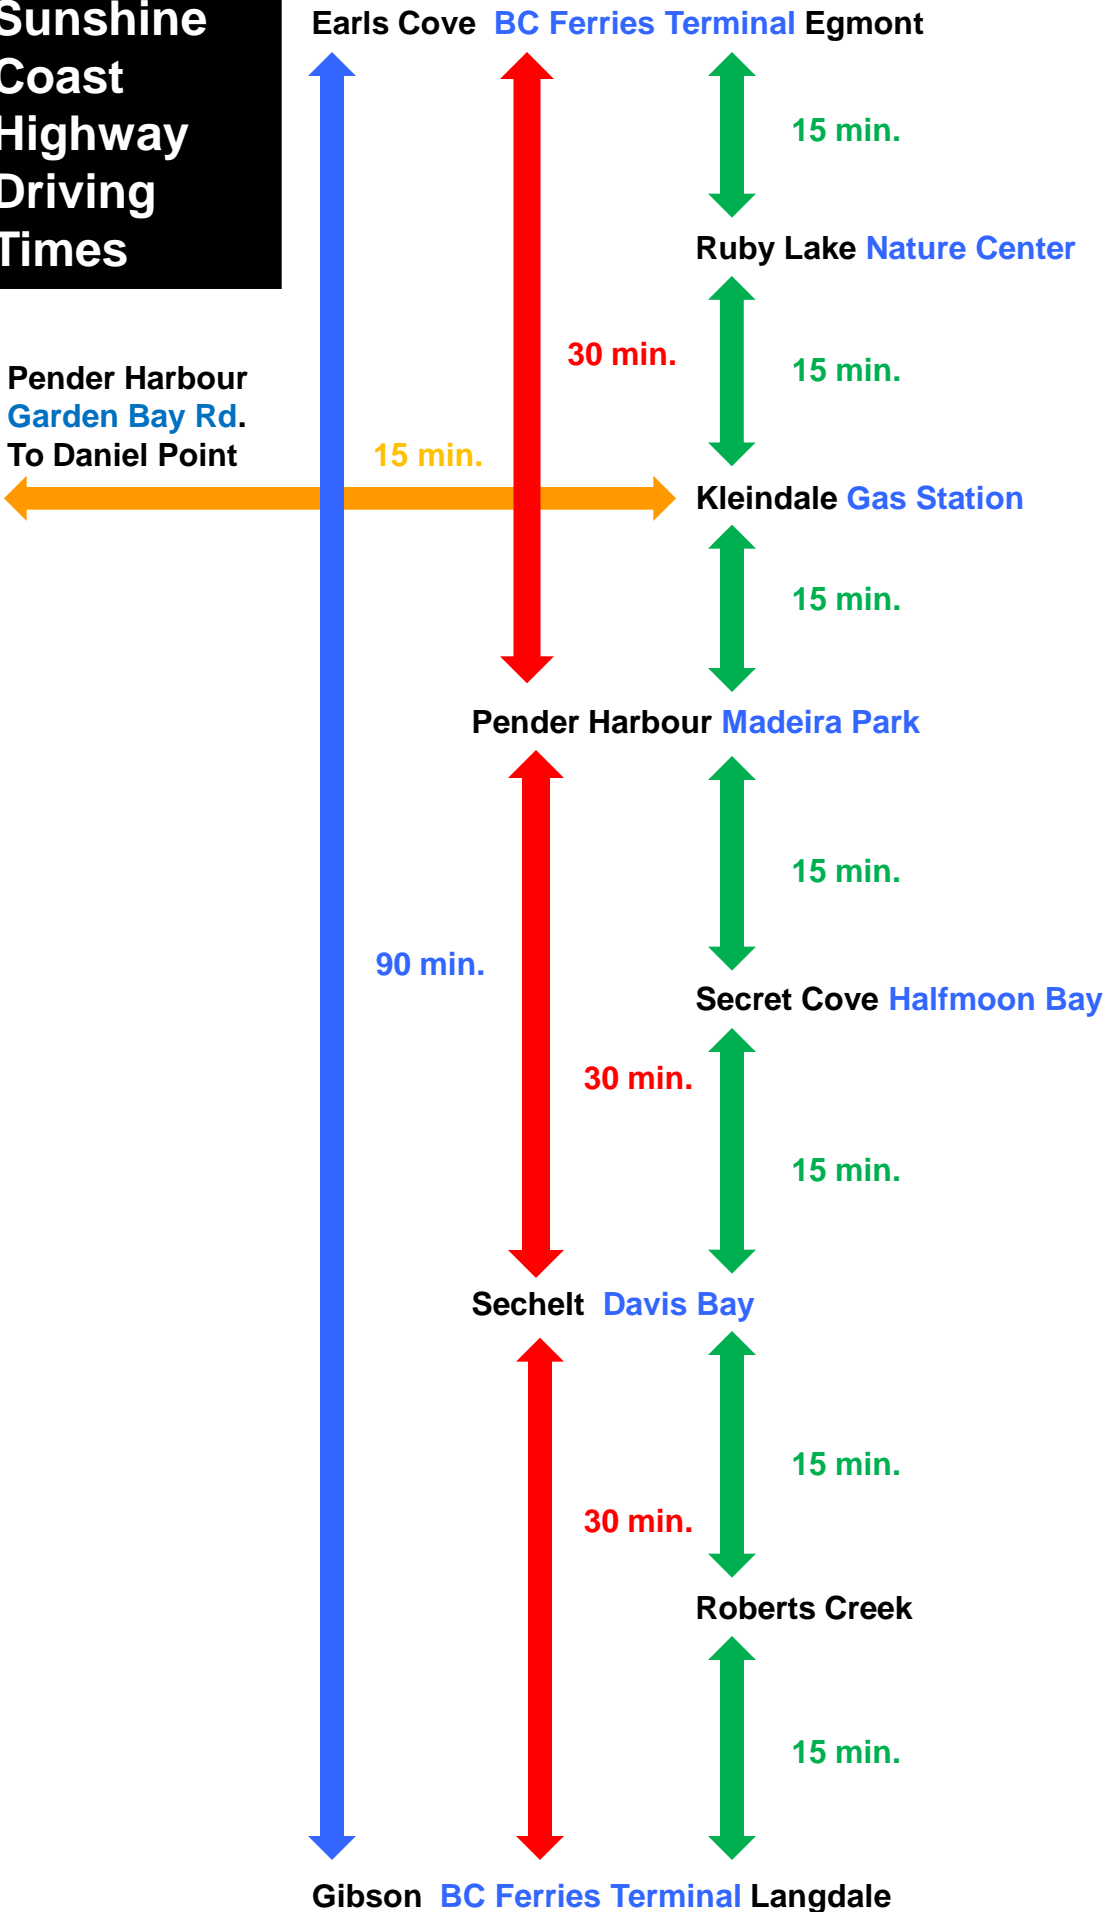 Sunshine
Coast
Highway
Driving
Times
Earls Cove BC Ferries Terminal Egmont
15 min.
Ruby Lake Nature Center
30 min.
15 min.
Pender Harbour
Garden Bay Rd.
To Daniel Point
15 min.
Kleindale Gas Station
15 min.
Pender Harbour Madeira Park
15 min.
90 min.
Secret Cove Halfmoon Bay
30 min.
15 min.
Sechelt Davis Bay
15 min.
30 min.
Roberts Creek
15 min.
Gibson BC Ferries Terminal Langdale